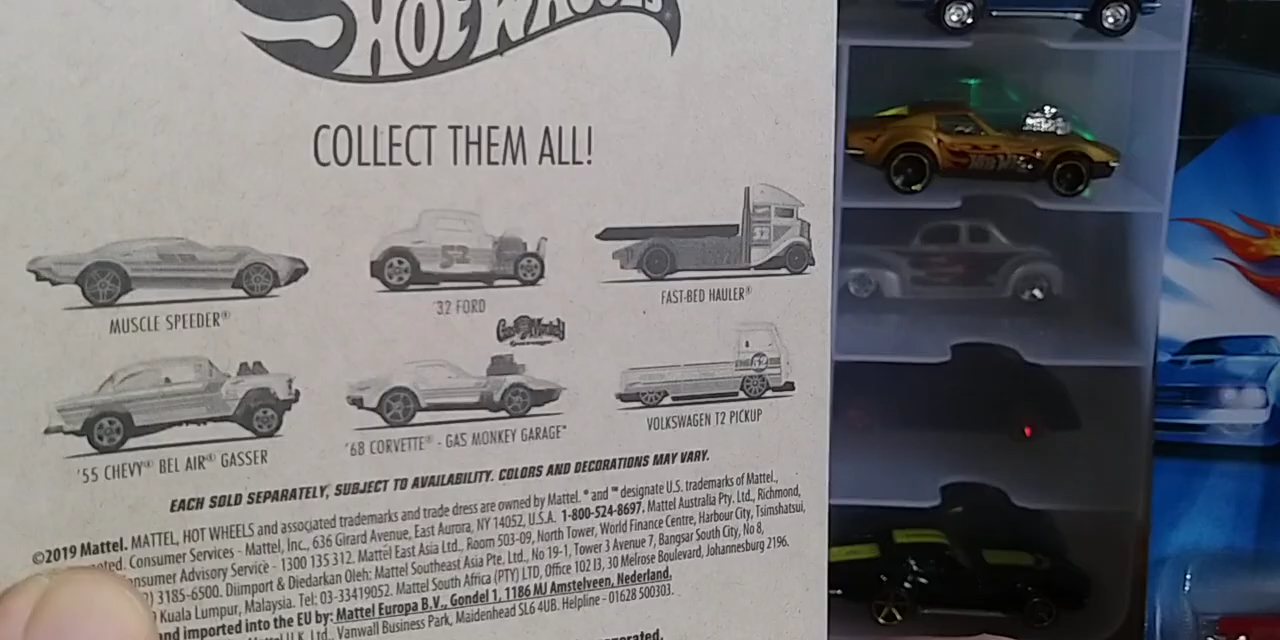 HOT WHEELS
COLLECT THEM ALL!
MUSCLE SPEEDER®
'32 FORD
FAST-BED HAULER®
'55 CHEVY® BEL AIR® GASSER
'68 CORVETTE® - GAS MONKEY GARAGE™
VOLKSWAGEN T2 PICKUP
EACH SOLD SEPARATELY, SUBJECT TO AVAILABILITY. COLORS AND DECORATIONS MAY VARY.
©2019 Mattel. MATTEL, HOT WHEELS and associated trademarks and trade dress are owned by Mattel. ® and ™ designate U.S. trademarks of Mattel.,
Consumer Services - Mattel, Inc., 636 Girard Avenue, East Aurora, NY 14052, U.S.A. 1-800-524-8697. Mattel Australia Pty. Ltd., Richmond,
Advisory Service - 1300 135 312. Mattel East Asia Ltd., Room 503-09, North Tower, World Finance Centre, Harbour City, Tsimshatsui,
3185-6500. Diimport & Diedarkan Oleh: Mattel Southeast Asia Pte. Ltd., No 19-1, Tower 3 Avenue 7, Bangsar South City, No 8,
Kuala Lumpur, Malaysia. Tel: 03-33419052. Mattel South Africa (PTY) LTD, Office 102 I3, 30 Melrose Boulevard, Johannesburg 2196.
and imported into the EU by: Mattel Europa B.V., Gondel 1, 1186 MJ Amstelveen, Nederland.
Ltd., Vanwall Business Park, Maidenhead SL6 4UB. Helpline - 01628 500303.